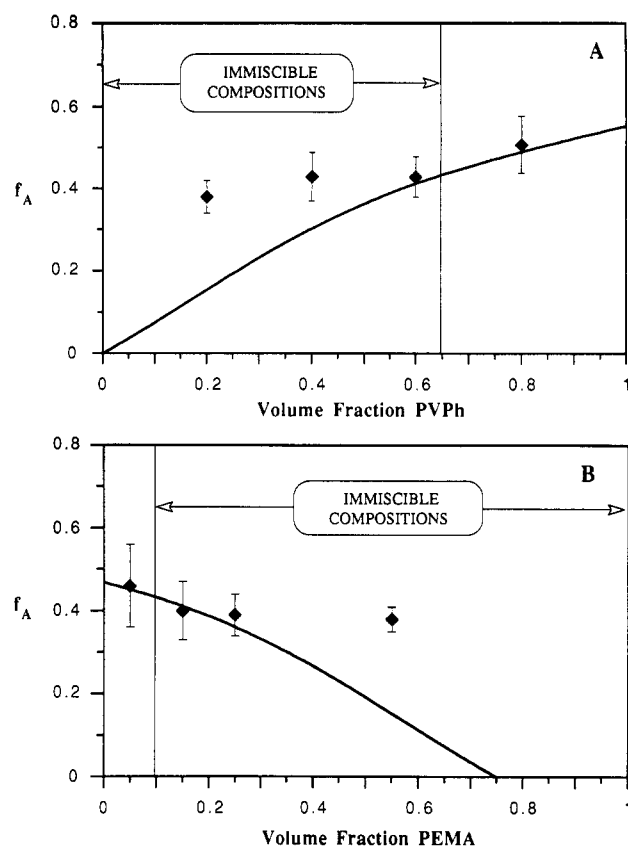 0.8
A
IMMISCIBLE
COMPOSITIONS
0.6
f A
0.4
0.2
0
0 0.2 0.4 0.6 0.8 1
Volume Fraction PVPh
0.8
B
IMMISCIBLE
COMPOSITIONS
0.6
f A
0.4
0.2
0
0 0.2 0.4 0.6 0.8 1
Volume Fraction PEMA